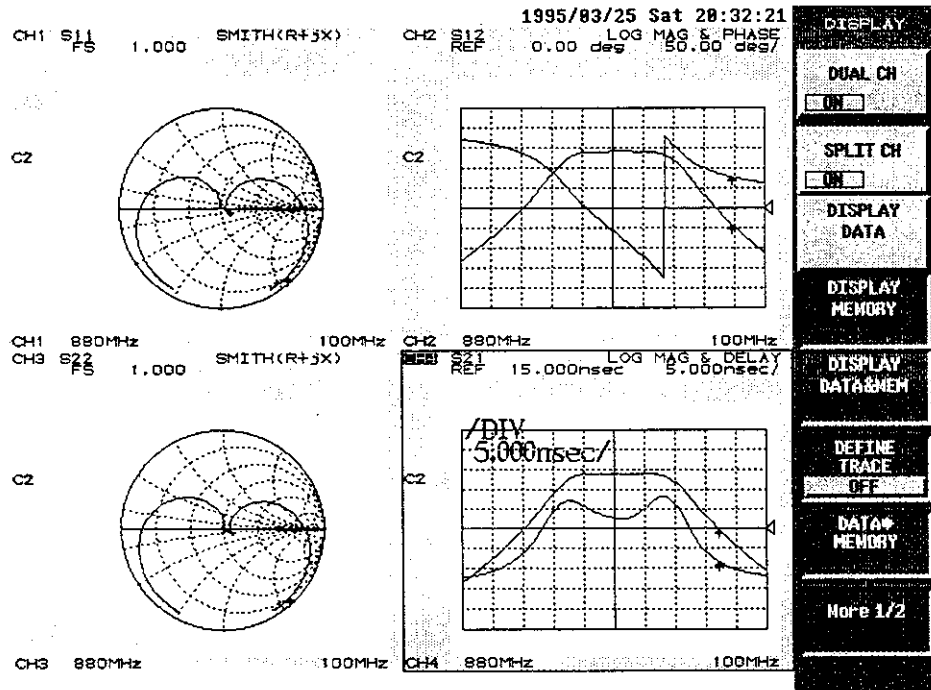 1995/03/25 Sat 20:32:21
CH1 S11 SMITH(R+jX)
FS 1.000
C2
CH1 880MHz 100MHz
CH2 S12 LOG MAG & PHASE
REF 0.00 deg 50.00 deg/
C2
CH2 880MHz 100MHz
CH3 S22 SMITH(R+jX)
FS 1.000
C2
CH3 880MHz 100MHz
S21 LOG MAG & DELAY
REF 15.000nsec 5.000nsec/
/DIV
5.000nsec/
C2
CH4 880MHz 100MHz
DISPLAY
DUAL CH
ON
SPLIT CH
ON
DISPLAY
DATA
DISPLAY
MEMORY
DISPLAY
DATA&MEM
DEFINE
TRACE
OFF
MEMORY
More 1/2